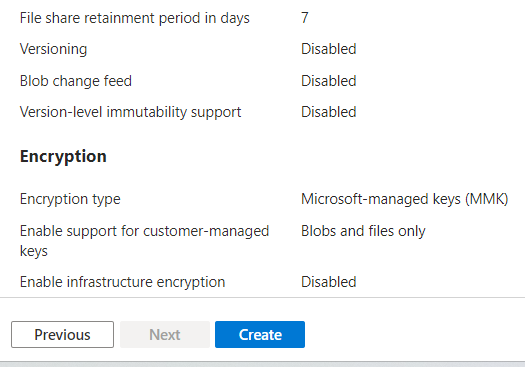 File share retainment period in days 7
Versioning Disabled
Blob change feed Disabled
Version-level immutability support Disabled
Encryption
Encryption type Microsoft-managed keys (MMK)
Enable support for customer-managed Blobs and files only
keys
Enable infrastructure encryption Disabled
Previous Next Create